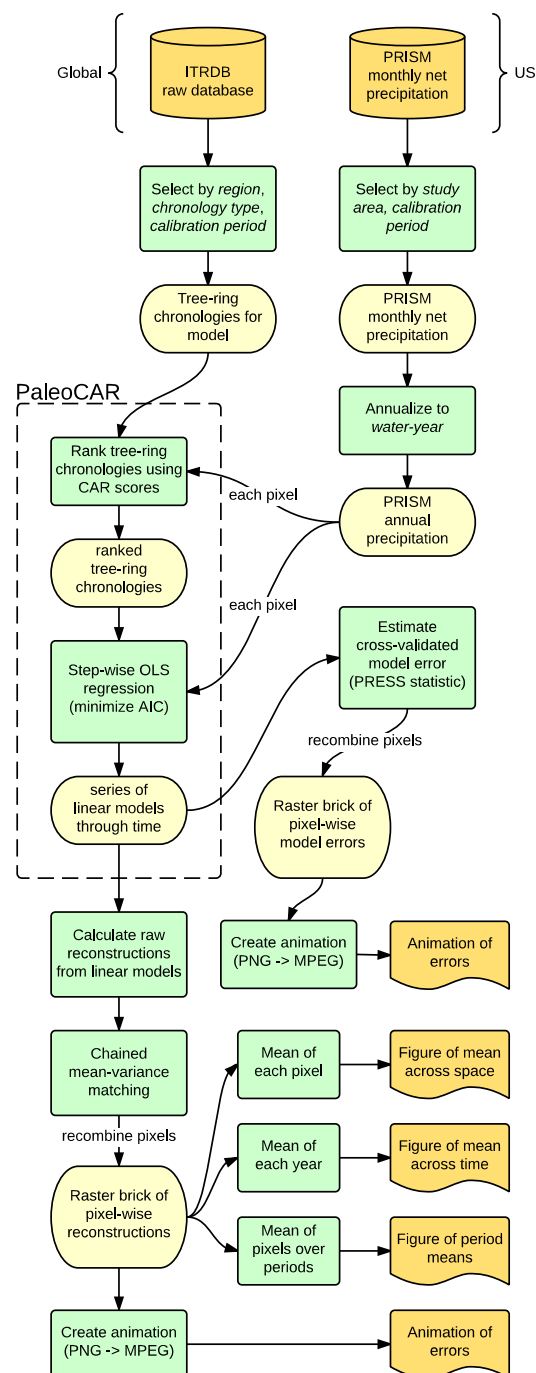 Global
ITRDB
raw database
PRISM
monthly net
precipitation
US
Select by region,
chronology type,
calibration period
Select by study
area, calibration
period
Tree-ring
chronologies for
model
PRISM
monthly net
precipitation
PaleoCAR
Annualize to
water-year
Rank tree-ring
chronologies using
CAR scores
each pixel
PRISM
annual
precipitation
ranked
tree-ring
chronologies
each pixel
Estimate
cross-validated
model error
(PRESS statistic)
Step-wise OLS
regression
(minimize AIC)
recombine pixels
series of
linear models
through time
Raster brick of
pixel-wise
model errors
Calculate raw
reconstructions
from linear models
Create animation
(PNG -> MPEG)
Animation of
errors
Chained
mean-variance
matching
Mean of
each pixel
Figure of mean
across space
recombine pixels
Mean of
each year
Figure of mean
across time
Raster brick of
pixel-wise
reconstructions
Mean of
pixels over
periods
Figure of period
means
Create animation
(PNG -> MPEG)
Animation of
errors